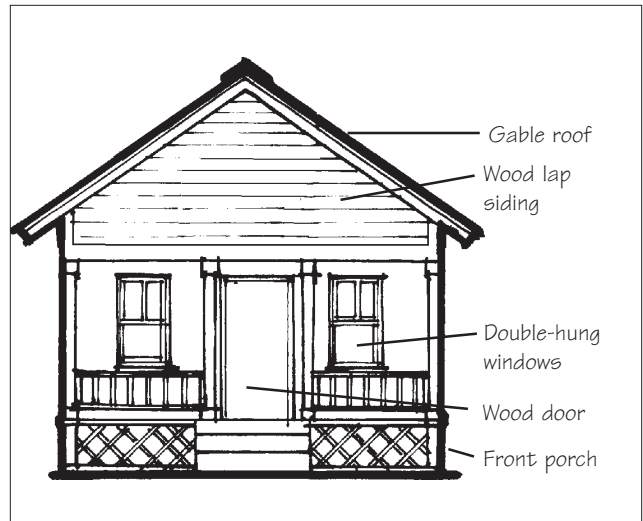 Gable roof
Wood lap
siding
Double-hung
windows
Wood door
Front porch